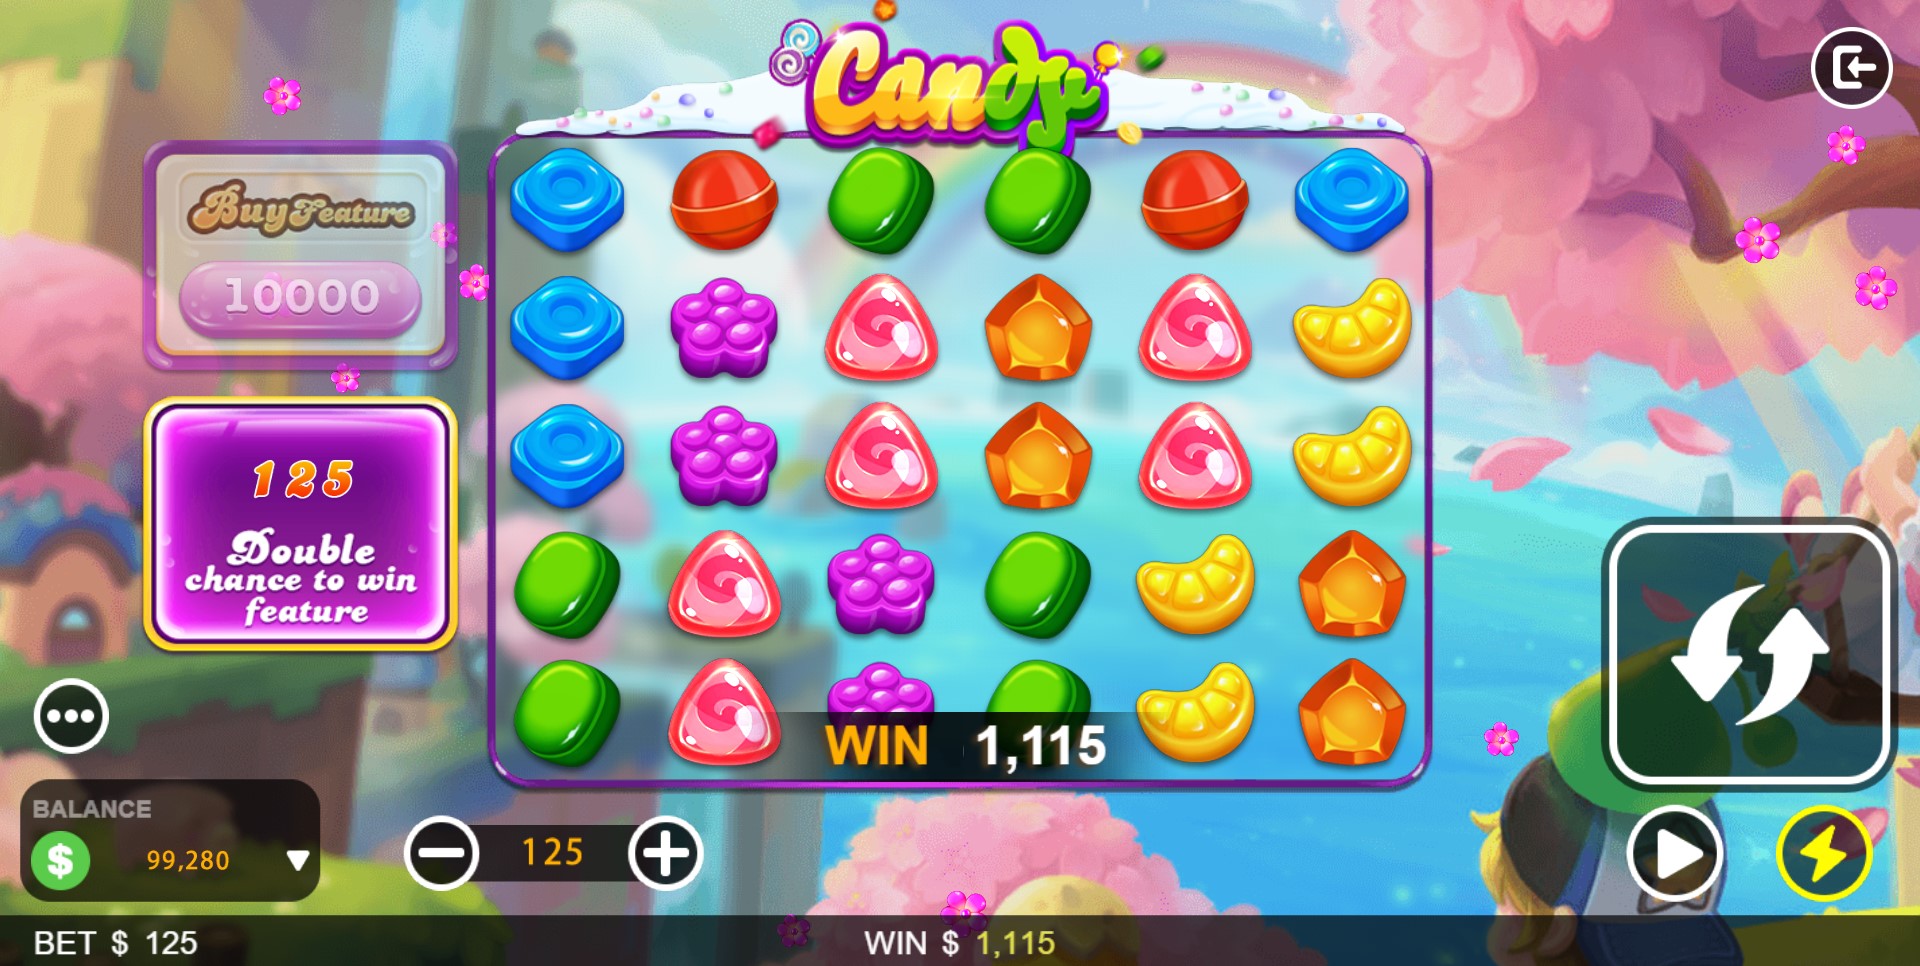 Candy
Buy Feature
10000
125
Double
chance to win
feature
WIN 1,115
BALANCE
$ 99,280
125
BET $ 125
WIN $ 1,115